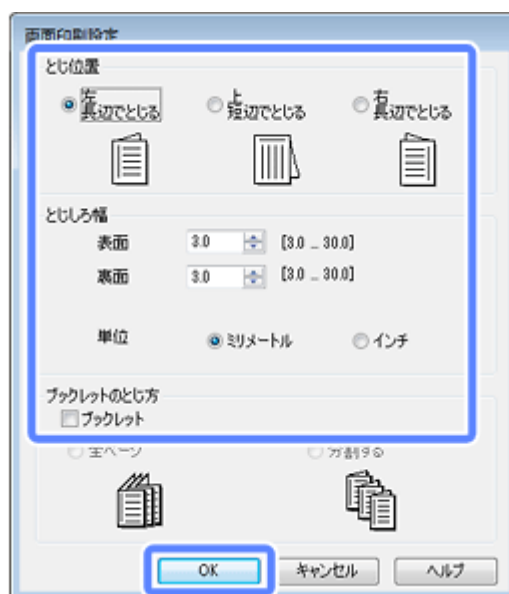 両面印刷設定
とじ位置
左 上 右
長辺でとじる 短辺でとじる 長辺でとじる
とじしろ幅
表面 3.0 [3.0 _ 30.0]
裏面 3.0 [3.0 _ 30.0]
単位 ミリメートル インチ
ブックレットのとじ方
ブックレット
全ページ 分割する
OK キャンセル ヘルプ